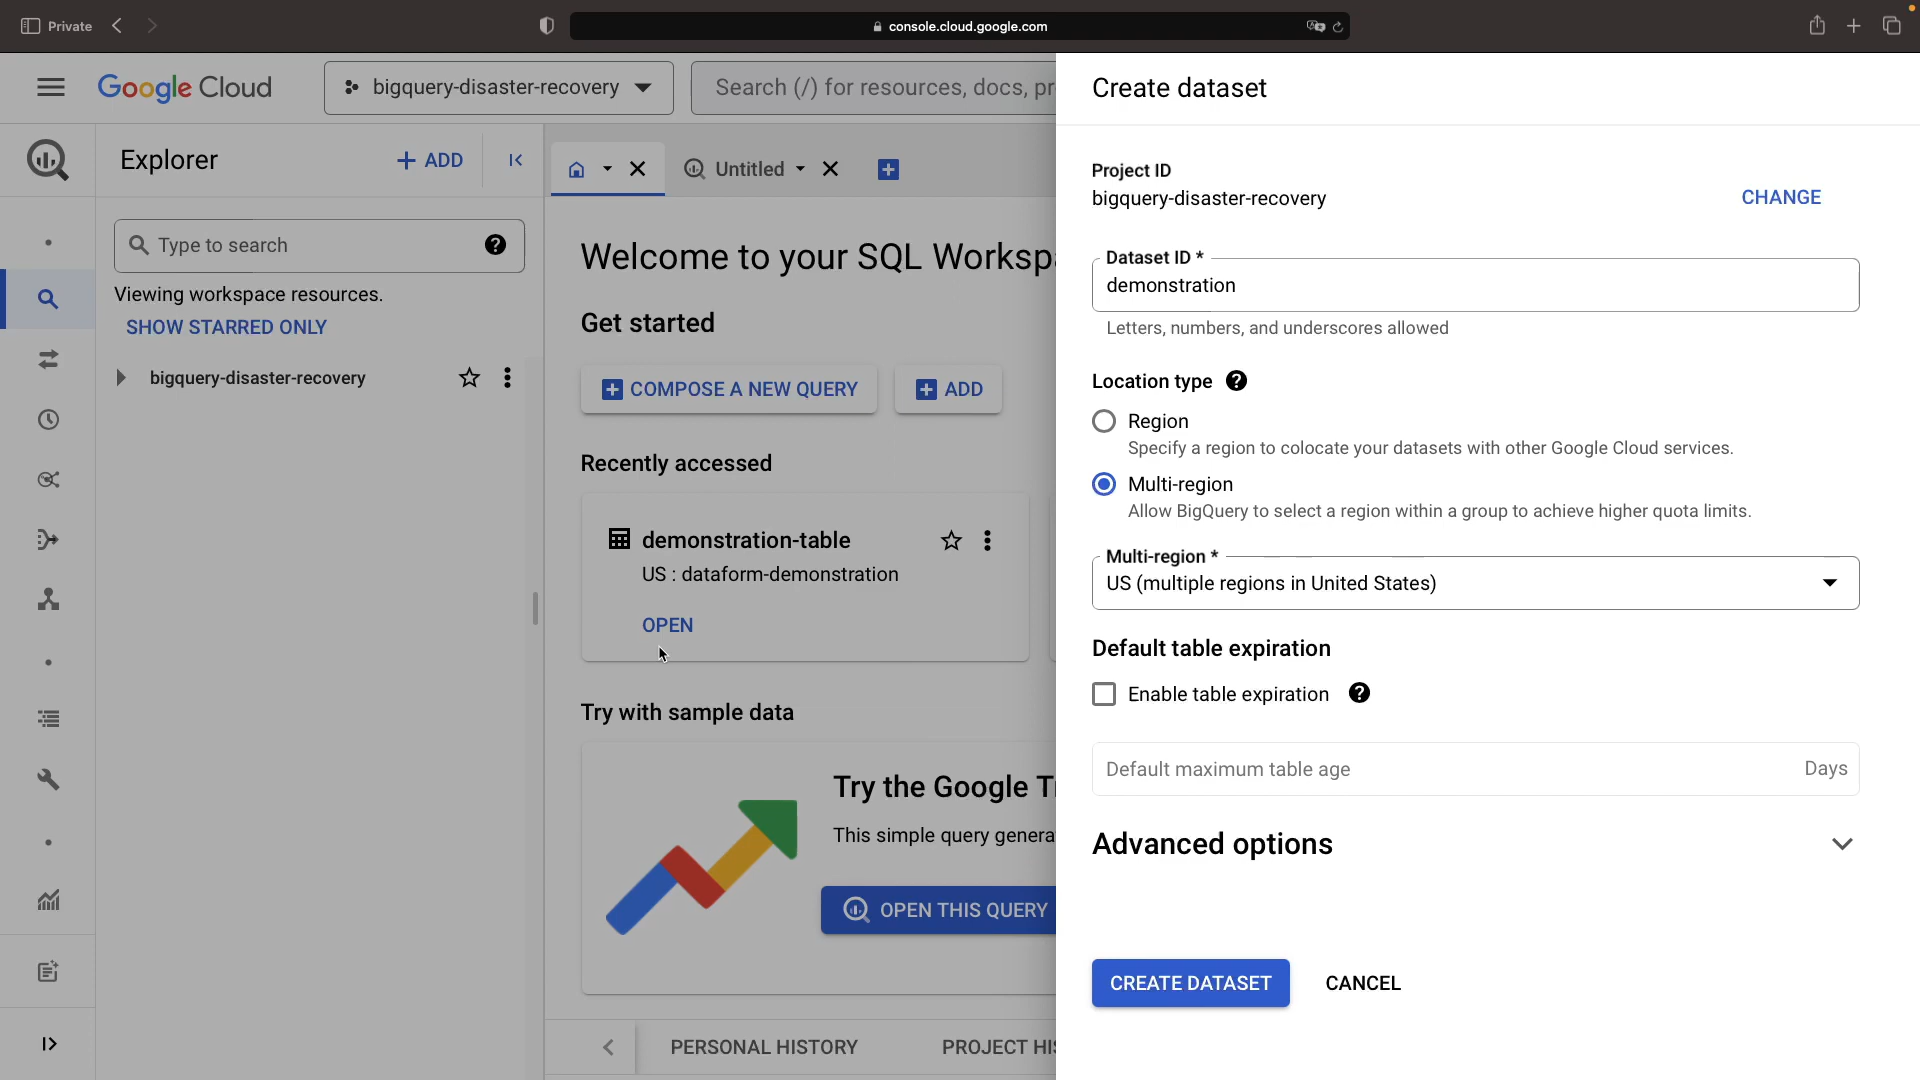 Private
console.cloud.google.com
Google Cloud
bigquery-disaster-recovery
Search (/) for resources, docs, pr
Explorer
+ ADD
Type to search
Viewing workspace resources.
SHOW STARRED ONLY
bigquery-disaster-recovery
Untitled
Welcome to your SQL Worksp
Get started
COMPOSE A NEW QUERY
ADD
Recently accessed
demonstration-table
US : dataform-demonstration
OPEN
Try with sample data
Try the Google T
This simple query genera
OPEN THIS QUERY
PERSONAL HISTORY
PROJECT HIS
Create dataset
Project ID
bigquery-disaster-recovery
CHANGE
Dataset ID *
demonstration
Letters, numbers, and underscores allowed
Location type
Region
Specify a region to colocate your datasets with other Google Cloud services.
Multi-region
Allow BigQuery to select a region within a group to achieve higher quota limits.
Multi-region *
US (multiple regions in United States)
Default table expiration
Enable table expiration
Default maximum table age
Days
Advanced options
CREATE DATASET
CANCEL